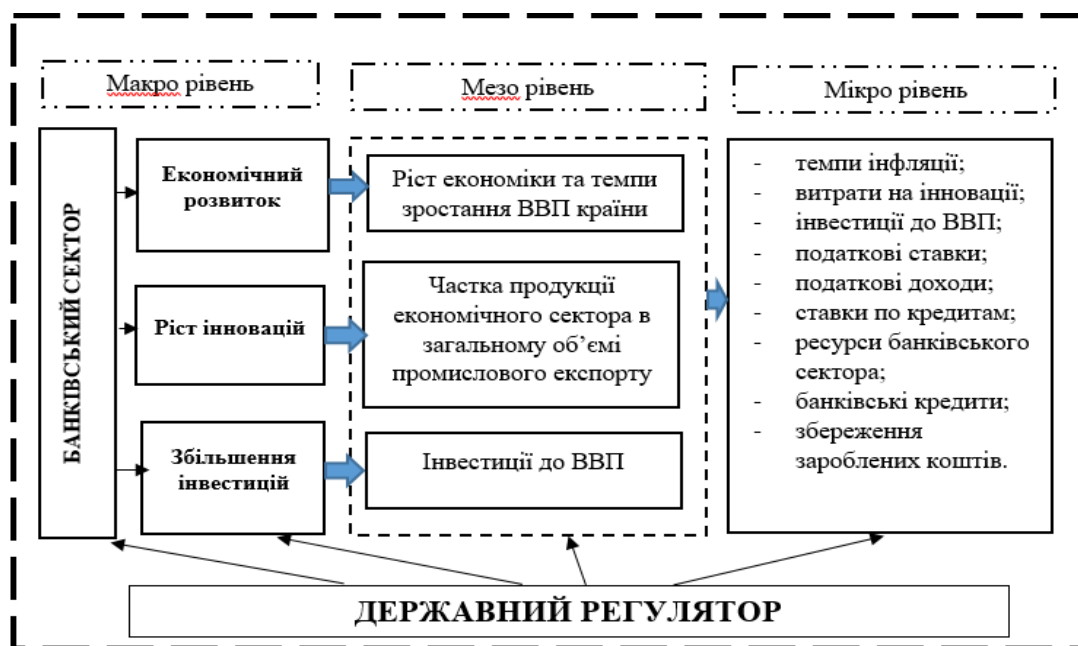 Макро рівень
Мезо рівень
Мікро рівень
БАНКІВСЬКИЙ СЕКТОР
Економічний
розвиток
Ріст інновацій
Збільшення
інвестицій
Ріст економіки та темпи
зростання ВВП країни
Частка продукції
економічного сектора в
загальному об’ємі
промислового експорту
Інвестиції до ВВП
- темпи інфляції;
- витрати на інновації;
- інвестиції до ВВП;
- податкові ставки;
- податкові доходи;
- ставки по кредитам;
- ресурси банківського
сектора;
- банківські кредити;
- збереження
зароблених коштів.
ДЕРЖАВНИЙ РЕГУЛЯТОР